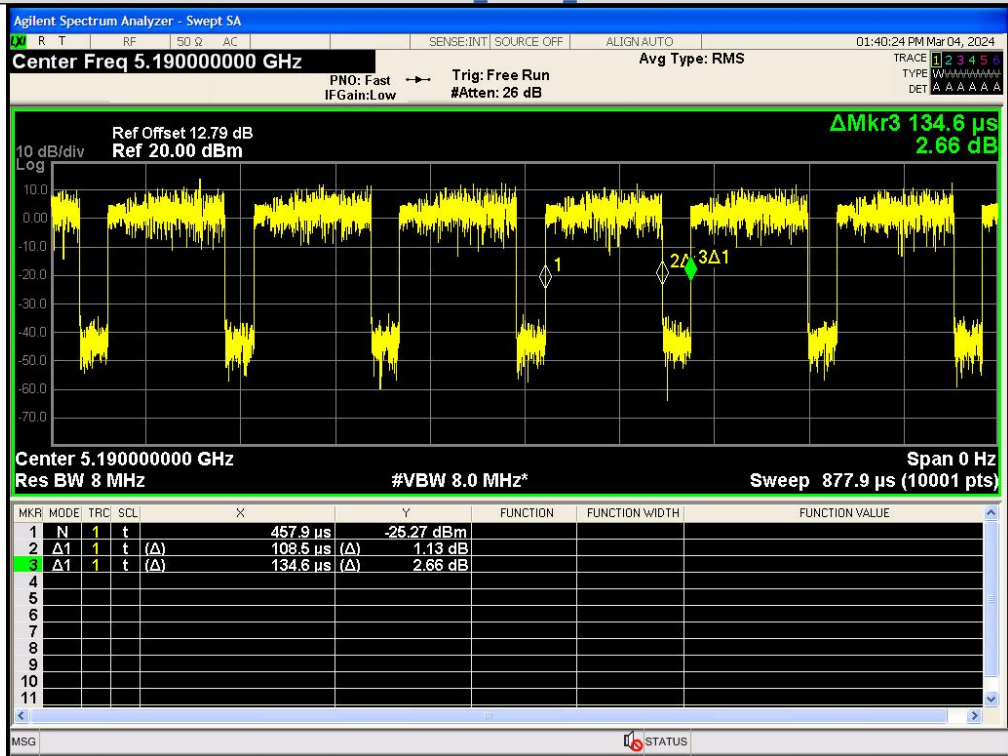 Agilent Spectrum Analyzer - Swept SA
LXI R T RF 50 Ω AC SENSE:INT SOURCE OFF ALIGN AUTO 01:40:24 PM Mar 04, 2024
Center Freq 5.190000000 GHz Avg Type: RMS TRACE 1 2 3 4 5 6
PNO: Fast Trig: Free Run TYPE W
IFGain:Low #Atten: 26 dB DET A A A A A A
ΔMkr3 134.6 µs
Ref Offset 12.79 dB
10 dB/div Ref 20.00 dBm 2.66 dB
Log
10.0
0.00
-10.0
1 2Δ 3Δ1
-20.0
-30.0
-40.0
-50.0
-60.0
-70.0
Center 5.190000000 GHz Span 0 Hz
Res BW 8 MHz #VBW 8.0 MHz* Sweep 877.9 µs (10001 pts)
MKR MODE TRC SCL X Y FUNCTION FUNCTION WIDTH FUNCTION VALUE
1 N 1 t 457.9 µs -25.27 dBm
2 Δ1 1 t (Δ) 108.5 µs (Δ) 1.13 dB
3 Δ1 1 t (Δ) 134.6 µs (Δ) 2.66 dB
4
5
6
7
8
9
10
11
MSG STATUS